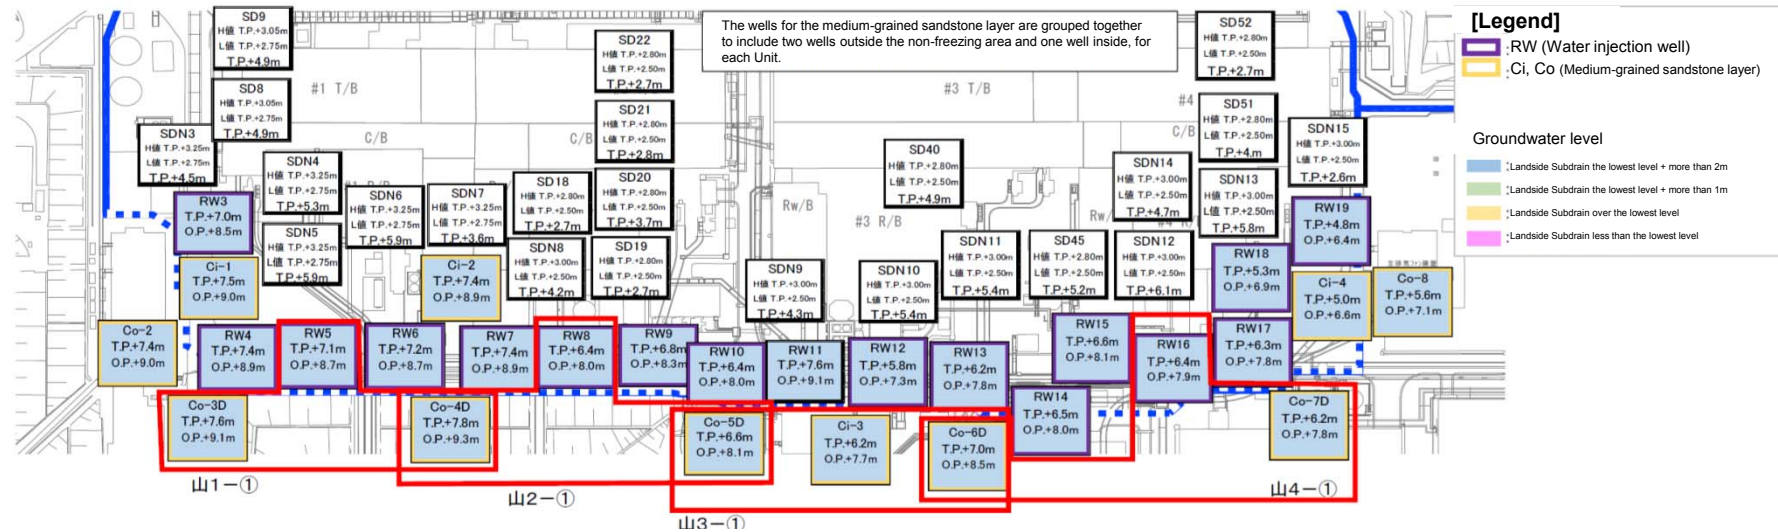 SD9
H値 T.P.+3.05m
L値 T.P.+2.75m
T.P.+4.9m
SD8
H値 T.P.+3.05m
L値 T.P.+2.75m
T.P.+4.9m
SDN3
H値 T.P.+3.25m
L値 T.P.+2.75m
T.P.+4.5m
SDN4
H値 T.P.+3.25m
L値 T.P.+2.75m
T.P.+5.3m
SDN5
H値 T.P.+3.25m
L値 T.P.+2.75m
T.P.+5.9m
SDN6
H値 T.P.+3.25m
L値 T.P.+2.75m
T.P.+5.9m
SDN7
H値 T.P.+3.25m
L値 T.P.+2.75m
T.P.+3.6m
SD18
H値 T.P.+2.80m
L値 T.P.+2.50m
T.P.+2.7m
SDN8
H値 T.P.+3.00m
L値 T.P.+2.50m
T.P.+4.2m
SD22
H値 T.P.+2.80m
L値 T.P.+2.50m
T.P.+2.7m
SD21
H値 T.P.+2.80m
L値 T.P.+2.50m
T.P.+2.8m
SD20
H値 T.P.+2.80m
L値 T.P.+2.50m
T.P.+3.7m
SD19
H値 T.P.+2.80m
L値 T.P.+2.50m
T.P.+2.7m
The wells for the medium-grained sandstone layer are grouped together
to include two wells outside the non-freezing area and one well inside, for
each Unit.
SDN9
H値 T.P.+3.00m
L値 T.P.+2.50m
T.P.+4.3m
SDN10
H値 T.P.+3.00m
L値 T.P.+2.50m
T.P.+5.4m
SD40
H値 T.P.+2.80m
L値 T.P.+2.50m
T.P.+4.9m
SDN11
H値 T.P.+3.00m
L値 T.P.+2.50m
T.P.+5.4m
SD45
H値 T.P.+2.80m
L値 T.P.+2.50m
T.P.+5.2m
SDN12
H値 T.P.+3.00m
L値 T.P.+2.50m
T.P.+6.1m
SDN14
H値 T.P.+3.00m
L値 T.P.+2.50m
T.P.+4.7m
SD52
H値 T.P.+2.80m
L値 T.P.+2.50m
T.P.+2.7m
SD51
H値 T.P.+2.80m
L値 T.P.+2.50m
T.P.+4.m
SDN13
H値 T.P.+3.00m
L値 T.P.+2.50m
T.P.+5.8m
SDN15
H値 T.P.+3.00m
L値 T.P.+2.50m
T.P.+2.6m
#1 T/B
C/B
C/B
#3 T/B
Rw/B
#3 R/B
#4
C/B
RW3
T.P.+7.0m
O.P.+8.5m
Ci-1
T.P.+7.5m
O.P.+9.0m
Co-2
T.P.+7.4m
O.P.+9.0m
RW4
T.P.+7.4m
O.P.+8.9m
RW5
T.P.+7.1m
O.P.+8.7m
RW6
T.P.+7.2m
O.P.+8.7m
Ci-2
T.P.+7.4m
O.P.+8.9m
RW7
T.P.+7.4m
O.P.+8.9m
RW8
T.P.+6.4m
O.P.+8.0m
RW9
T.P.+6.8m
O.P.+8.3m
RW10
T.P.+6.4m
O.P.+8.0m
RW11
T.P.+7.6m
O.P.+9.1m
RW12
T.P.+5.8m
O.P.+7.3m
RW13
T.P.+6.2m
O.P.+7.8m
RW14
T.P.+6.5m
O.P.+8.0m
RW15
T.P.+6.6m
O.P.+8.1m
RW16
T.P.+6.4m
O.P.+7.9m
RW17
T.P.+6.3m
O.P.+7.8m
RW18
T.P.+5.3m
O.P.+6.9m
RW19
T.P.+4.8m
O.P.+6.4m
Ci-4
T.P.+5.0m
O.P.+6.6m
Co-8
T.P.+5.6m
O.P.+7.1m
Co-3D
T.P.+7.6m
O.P.+9.1m
Co-4D
T.P.+7.8m
O.P.+9.3m
Co-5D
T.P.+6.6m
O.P.+8.1m
Ci-3
T.P.+6.2m
O.P.+7.7m
Co-6D
T.P.+7.0m
O.P.+8.5m
Co-7D
T.P.+6.2m
O.P.+7.8m
山1-①
山2-①
山3-①
山4-①
[Legend]
:RW (Water injection well)
:Ci, Co (Medium-grained sandstone layer)
Groundwater level
:Landside Subdrain the lowest level + more than 2m
:Landside Subdrain the lowest level + more than 1m
:Landside Subdrain over the lowest level
:Landside Subdrain less than the lowest level